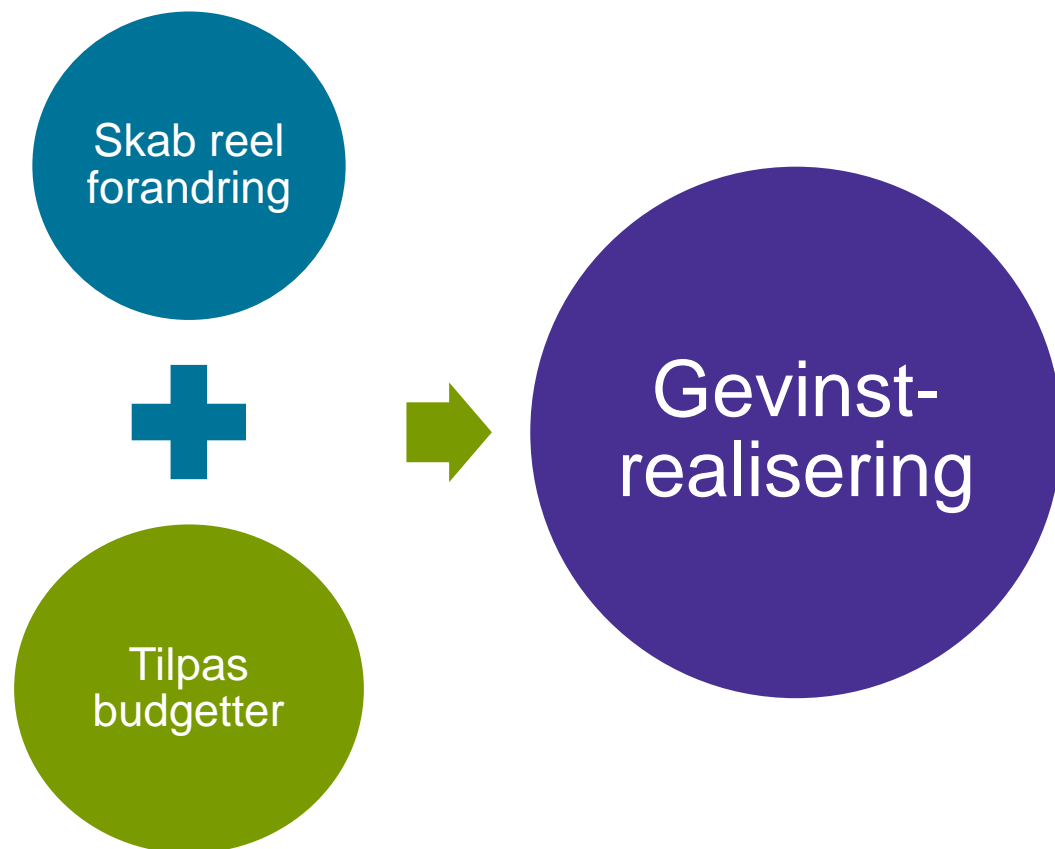 Skab reel
forandring
Tilpas
budgetter
Gevinst-
realisering